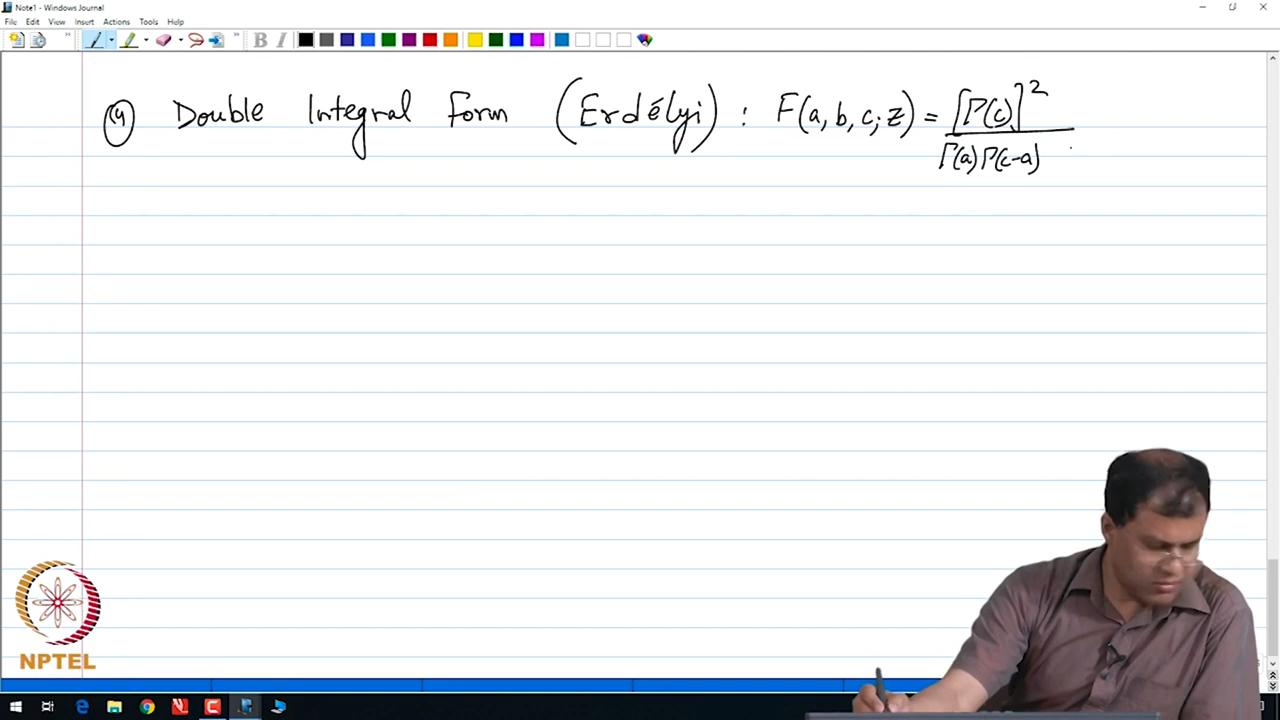 Note1 - Windows Journal
File Edit View Insert Actions Tools Help
B I
④ Double Integral Form (Erdélyi) : F(a, b, c; z) = [Γ(c)]²
Γ(a) Γ(c-a)
NPTEL